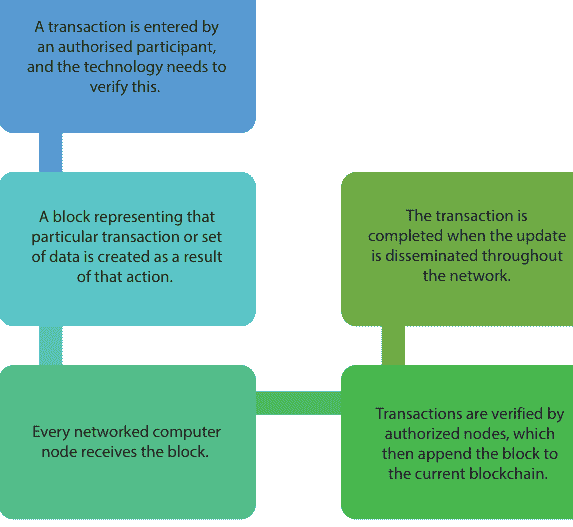 A transaction is entered by
an authorised participant,
and the technology needs to
verify this.
A block representing that
particular transaction or set
of data is created as a result
of that action.
Every networked computer
node receives the block.
Transactions are verified by
authorized nodes, which
then append the block to
the current blockchain.
The transaction is
completed when the update
is disseminated throughout
the network.